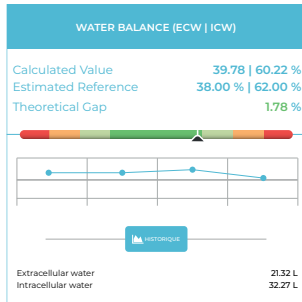 WATER BALANCE (ECW | ICW)
Calculated Value 39.78 | 60.22 %
Estimated Reference 38.00 % | 62.00 %
Theoretical Gap 1.78 %
HISTORIQUE
Extracellular water 21.32 L
Intracellular water 32.27 L